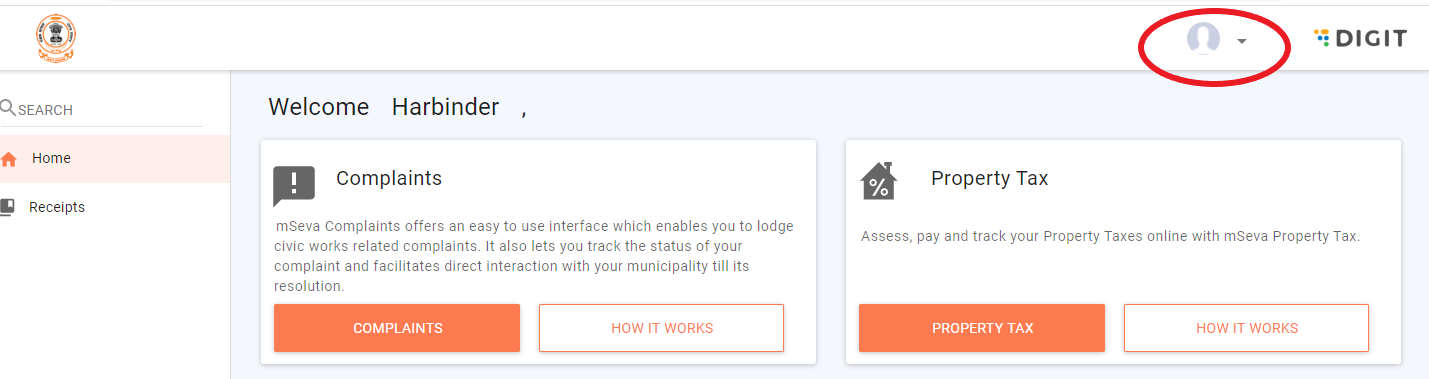 DIGIT
SEARCH
Home
Receipts
Welcome Harbinder ,
Complaints
mSeva Complaints offers an easy to use interface which enables you to lodge
civic works related complaints. It also lets you track the status of your
complaint and facilitates direct interaction with your municipality till its
resolution.
COMPLAINTS
HOW IT WORKS
Property Tax
Assess, pay and track your Property Taxes online with mSeva Property Tax.
PROPERTY TAX
HOW IT WORKS